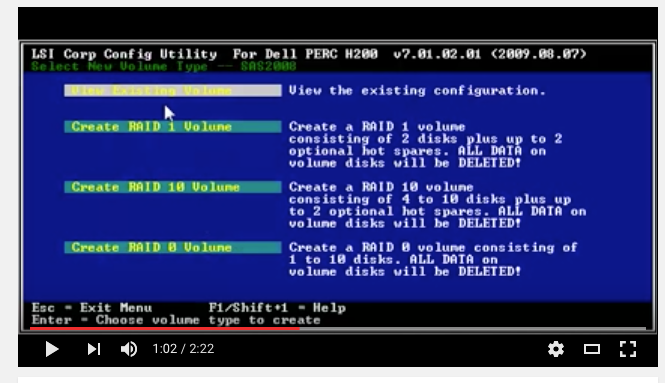 LSI Corp Config Utility For Dell PERC H200 v7.01.02.01 (2009.08.07)
Select New Volume Type -- SAS2008
View Existing Volume View the existing configuration.
Create RAID 1 Volume Create a RAID 1 volume
consisting of 2 disks plus up to 2
optional hot spares. ALL DATA on
volume disks will be DELETED!
Create RAID 10 Volume Create a RAID 10 volume
consisting of 4 to 10 disks plus up
to 2 optional hot spares. ALL DATA on
volume disks will be DELETED!
Create RAID 0 Volume Create a RAID 0 volume consisting of
1 to 10 disks. ALL DATA on
volume disks will be DELETED!
Esc = Exit Menu F1/Shift+1 = Help
Enter = Choose volume type to create
1:02 / 2:22